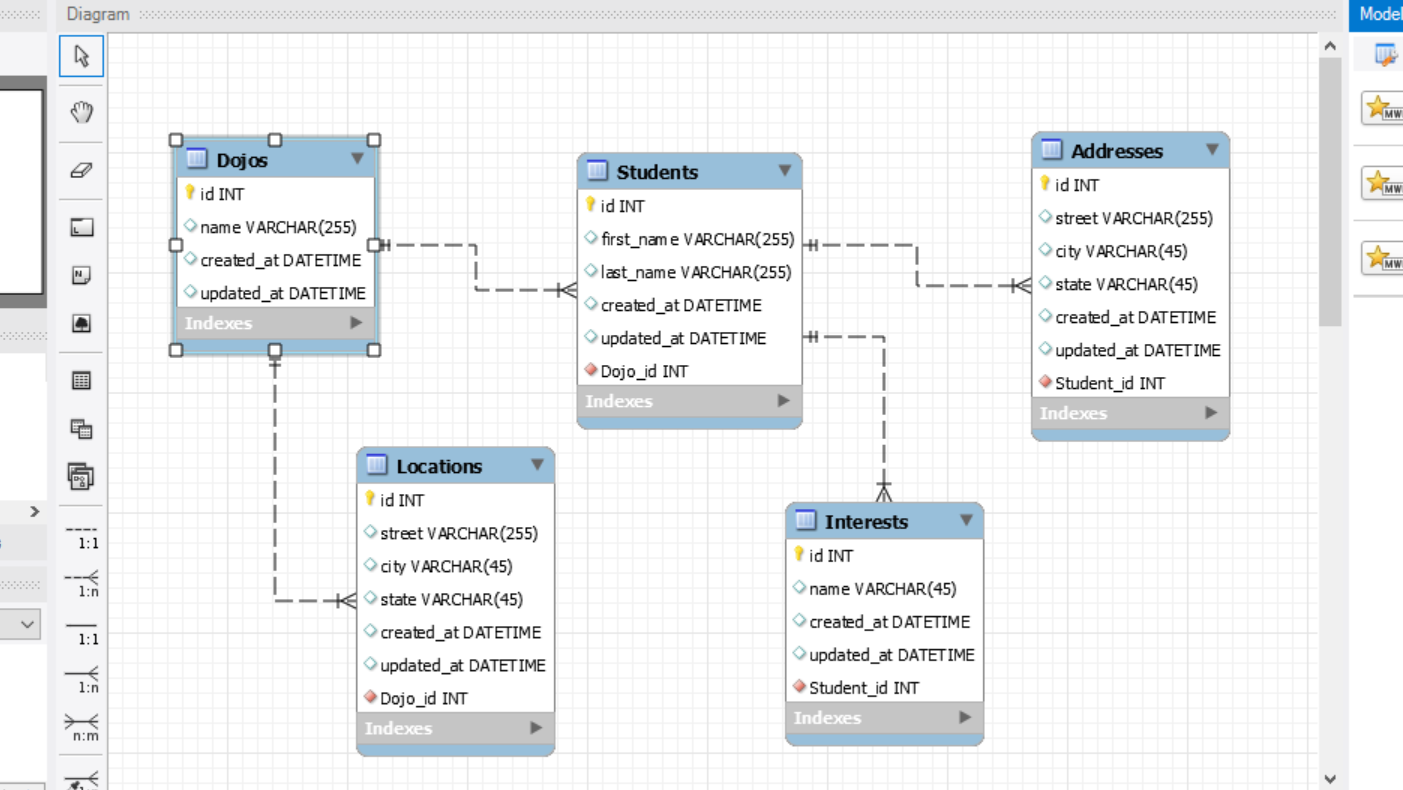 Diagram
Model
Dojos
id INT
name VARCHAR(255)
created_at DATETIME
updated_at DATETIME
Indexes
Students
id INT
first_name VARCHAR(255)
last_name VARCHAR(255)
created_at DATETIME
updated_at DATETIME
Dojo_id INT
Indexes
Addresses
id INT
street VARCHAR(255)
city VARCHAR(45)
state VARCHAR(45)
created_at DATETIME
updated_at DATETIME
Student_id INT
Indexes
Locations
id INT
street VARCHAR(255)
city VARCHAR(45)
state VARCHAR(45)
created_at DATETIME
updated_at DATETIME
Dojo_id INT
Indexes
Interests
id INT
name VARCHAR(45)
created_at DATETIME
updated_at DATETIME
Student_id INT
Indexes
1:1
1:n
1:1
1:n
n:m